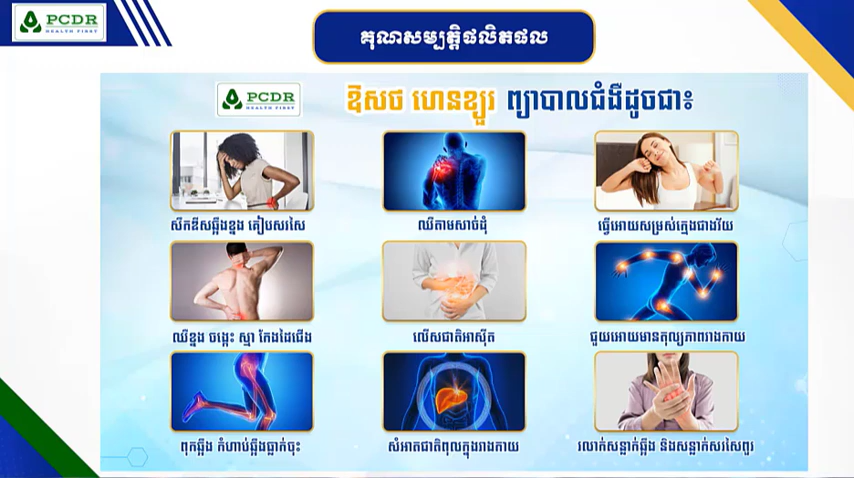 PCDR
HEALTH FIRST
គុណសម្បត្តិផលិតផល
PCDR
HEALTH FIRST
ឱសថ ហេនខ្យួរ ព្យាបាលជំងឺដូចជា៖
សឹកឌីសឆ្អឹងខ្នង គៀបសរសៃ
ឈឺតាមសាច់ដុំ
ធ្វើអោយសម្រស់ក្មេងជាងវ័យ
ឈឺខ្នង ចង្កេះ ស្មា កែងដៃជើង
លើសជាតិអាស៊ីត
ជួយអោយមានតុល្យភាពរាងកាយ
ពុកឆ្អឹង កំហាប់ឆ្អឹងធ្លាក់ចុះ
សំអាតជាតិពុលក្នុងរាងកាយ
រលាក់សន្លាក់ឆ្អឹង និងសន្លាក់សរសៃពួរ